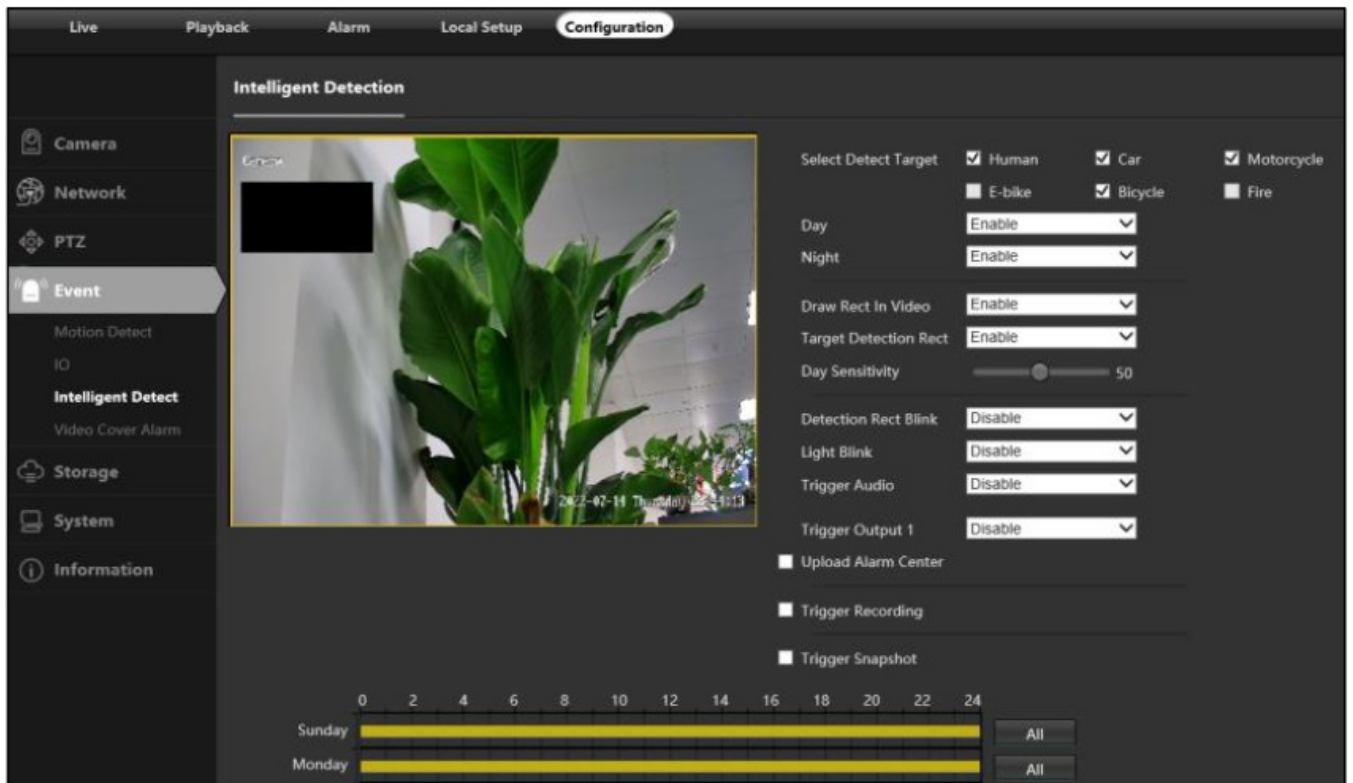 Live Playback Alarm Local Setup Configuration
Intelligent Detection
Camera
Network
PTZ
Event
Motion Detect
IO
Intelligent Detect
Video Cover Alarm
Storage
System
Information
Select Detect Target Human Car Motorcycle
E-bike Bicycle Fire
Day Enable
Night Enable
Draw Rect In Video Enable
Target Detection Rect Enable
Day Sensitivity 50
Detection Rect Blink Disable
Light Blink Disable
Trigger Audio Disable
Trigger Output 1 Disable
Upload Alarm Center
Trigger Recording
Trigger Snapshot
0 2 4 6 8 10 12 14 16 18 20 22 24
Sunday All
Monday All